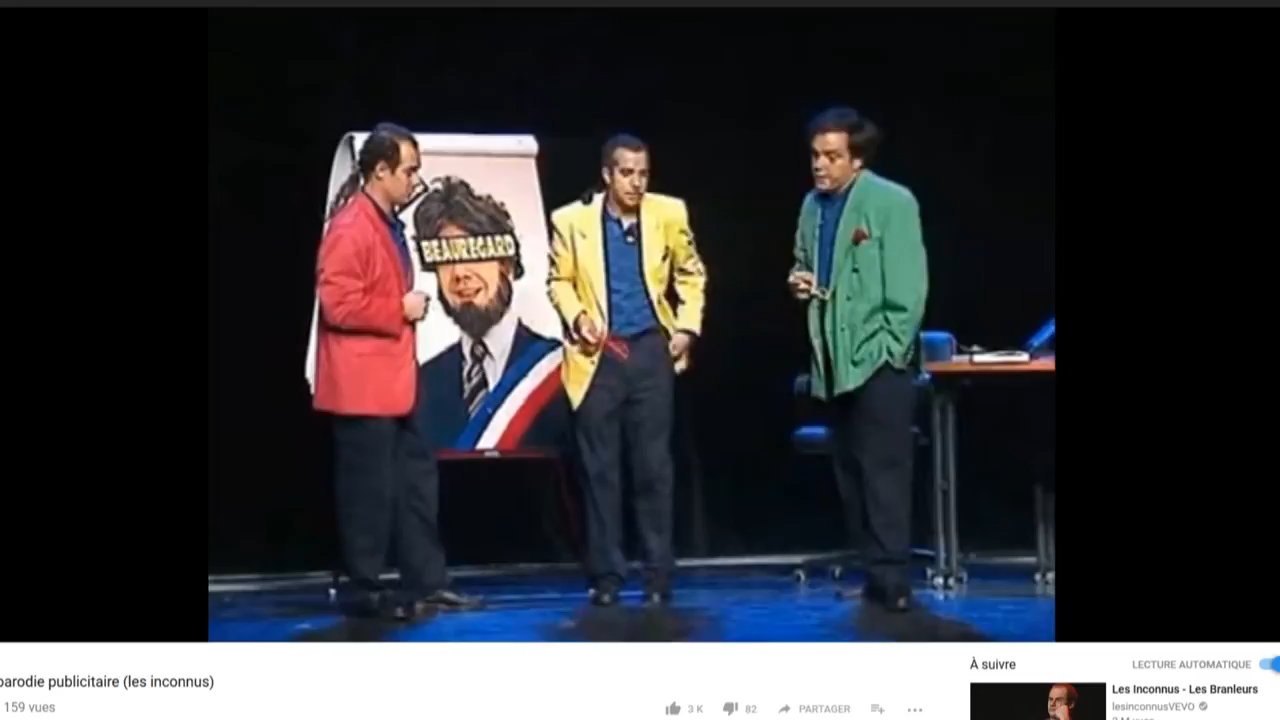 BEAUREGARD
parodie publicitaire (les inconnus)
159 vues
3 K
82
PARTAGER
À suivre
LECTURE AUTOMATIQUE
Les Inconnus - Les Branleurs
lesinconnusVEVO